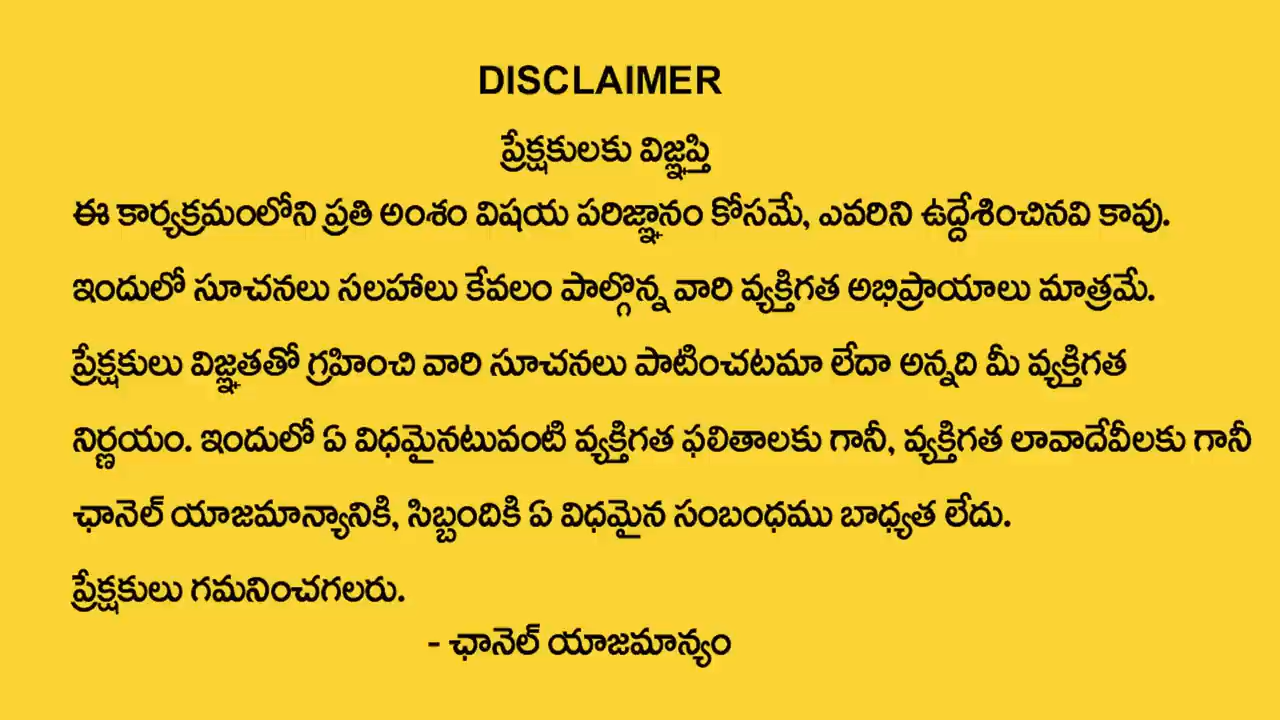 DISCLAIMER
ప్రేక్షకులకు విజ్ఞప్తి
ఈ కార్యక్రమంలోని ప్రతి అంశం విషయ పరిజ్ఞానం కోసమే, ఎవరిని ఉద్దేశించినవి కావు.
ఇందులో సూచనలు సలహాలు కేవలం పాల్గొన్న వారి వ్యక్తిగత అభిప్రాయాలు మాత్రమే.
ప్రేక్షకులు విజ్ఞతతో గ్రహించి వారి సూచనలు పాటించటమా లేదా అన్నది మీ వ్యక్తిగత
నిర్ణయం. ఇందులో ఏ విధమైనటువంటి వ్యక్తిగత ఫలితాలకు గానీ, వ్యక్తిగత లావాదేవీలకు గానీ
ఛానెల్ యాజమాన్యానికి, సిబ్బందికి ఏ విధమైన సంబంధము బాధ్యత లేదు.
ప్రేక్షకులు గమనించగలరు.
- ఛానెల్ యాజమాన్యం